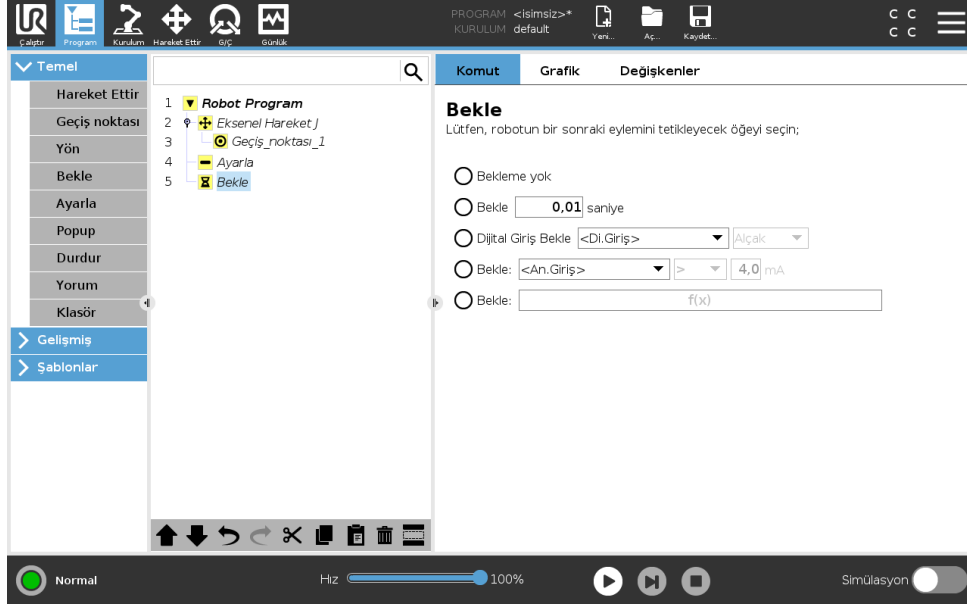 UR
PROGRAM <isimsiz>*
KURULUM default
C C
C C
Çalıştır Program Kurulum Hareket Ettir G/Ç Günlük Yeni... Aç... Kaydet...
Temel
Hareket Ettir
Geçiş noktası
Yön
Bekle
Ayarla
Popup
Durdur
Yorum
Klasör
Gelişmiş
Şablonlar
1 Robot Program
2 Eksenel Hareket J
3 Geçiş_noktası_1
4 Ayarla
5 Bekle
Komut Grafik Değişkenler
Bekle
Lütfen, robotun bir sonraki eylemini tetikleyecek öğeyi seçin;
Bekleme yok
Bekle 0,01 saniye
Dijital Giriş Bekle <Di.Giriş> Alçak
Bekle: <An.Giriş> > 4,0 mA
Bekle: f(x)
Normal Hız 100% Simülasyon